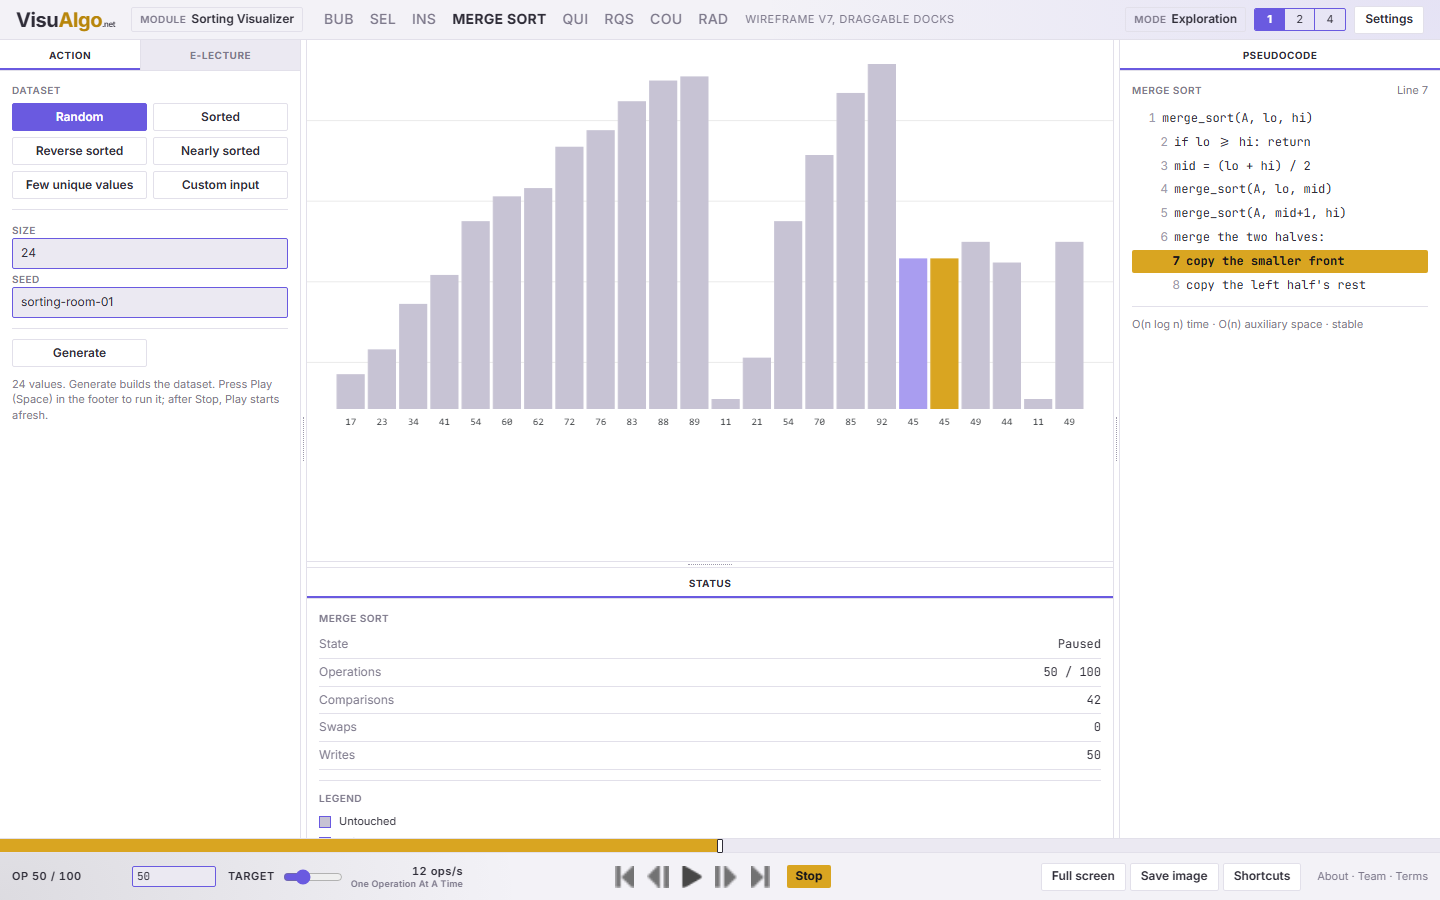 VisuAlgo.net
MODULE Sorting Visualizer
BUB SEL INS MERGE SORT QUI RQS COU RAD
WIREFRAME V7, DRAGGABLE DOCKS
MODE Exploration
1 2 4
Settings
ACTION
E-LECTURE
DATASET
Random
Sorted
Reverse sorted
Nearly sorted
Few unique values
Custom input
SIZE
24
SEED
sorting-room-01
Generate
24 values. Generate builds the dataset. Press Play
(Space) in the footer to run it; after Stop, Play starts
afresh.
17 23 34 41 54 60 62 72 76 83 88 89 11 21 54 70 85 92 45 45 49 44 11 49
STATUS
MERGE SORT
State Paused
Operations 50 / 100
Comparisons 42
Swaps 0
Writes 50
LEGEND
Untouched
PSEUDOCODE
MERGE SORT Line 7
1 merge_sort(A, lo, hi)
2 if lo ⩾ hi: return
3 mid = (lo + hi) / 2
4 merge_sort(A, lo, mid)
5 merge_sort(A, mid+1, hi)
6 merge the two halves:
7 copy the smaller front
8 copy the left half's rest
O(n log n) time · O(n) auxiliary space · stable
OP 50 / 100
50
TARGET
12 ops/s
One Operation At A Time
Stop
Full screen
Save image
Shortcuts
About · Team · Terms